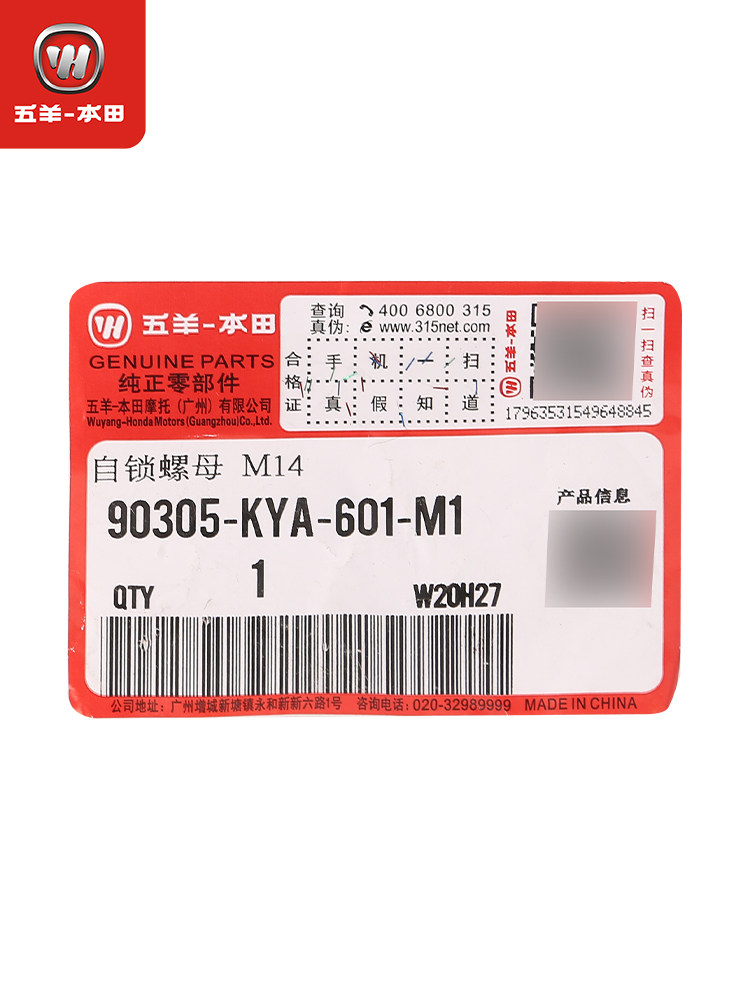 五羊-本田
五羊-本田
GENUINE PARTS
纯正零部件
五羊-本田摩托（广州）有限公司
Wuyang-Honda Motors (Guangzhou) Co., Ltd.
查询真伪: 400 6800 315
www.315net.com
合格证
手机一扫
真假知道
五羊-本田
扫一扫查真伪
17963531549648845
自锁螺母 M14
90305-KYA-601-M1
产品信息
QTY 1 W20H27
公司地址：广州增城新塘镇永和新新六路1号 咨询电话：020-32989999 MADE IN CHINA